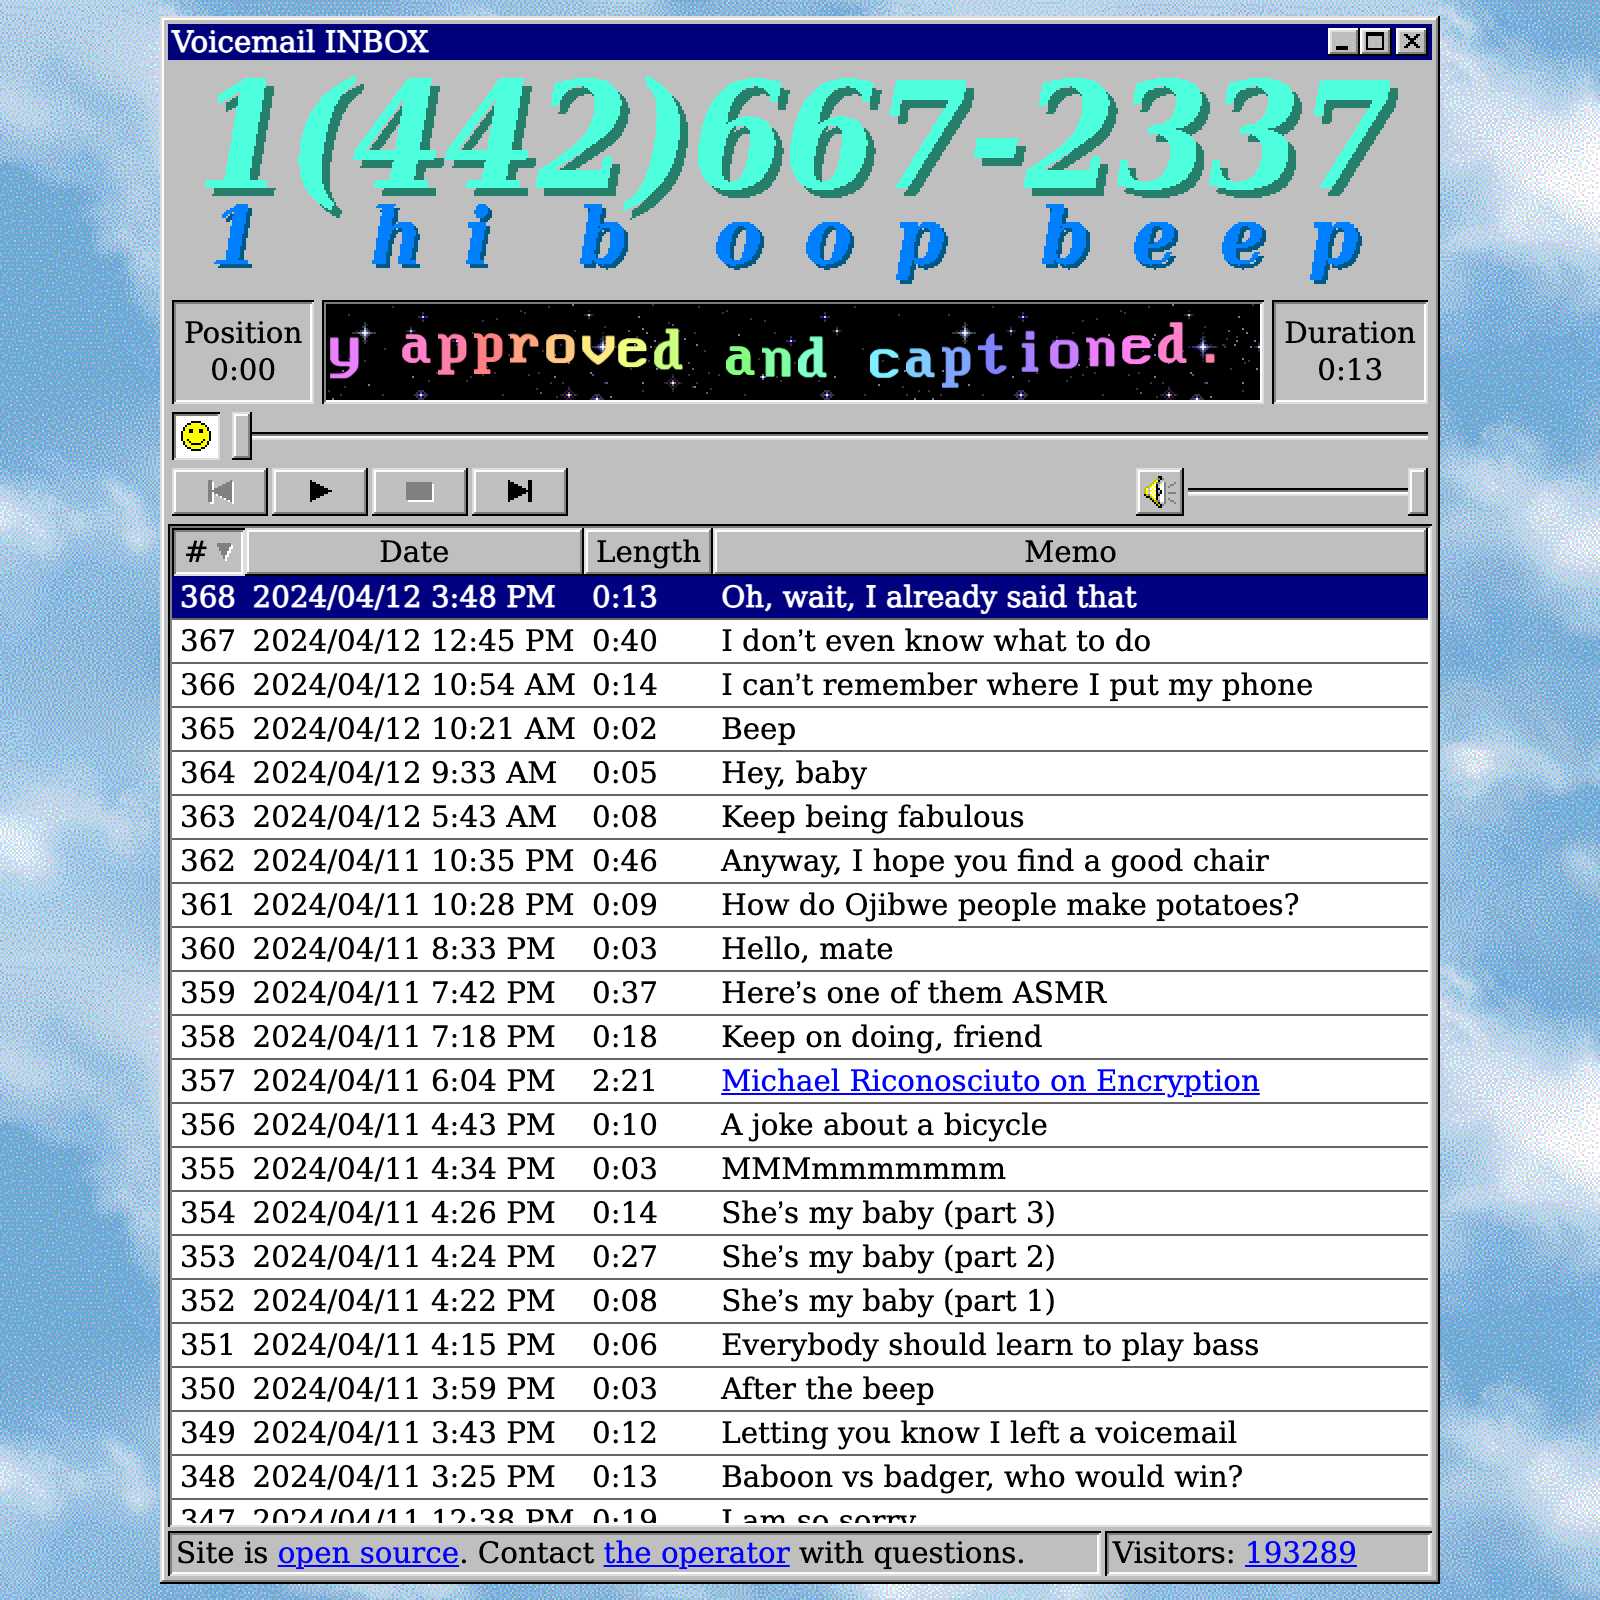 Voicemail INBOX
1(442)667-2337
1 h i b o o p b e e p
Position
0:00
y approved and captioned.
Duration
0:13
# Date Length Memo
368 2024/04/12 3:48 PM 0:13 Oh, wait, I already said that
367 2024/04/12 12:45 PM 0:40 I don't even know what to do
366 2024/04/12 10:54 AM 0:14 I can't remember where I put my phone
365 2024/04/12 10:21 AM 0:02 Beep
364 2024/04/12 9:33 AM 0:05 Hey, baby
363 2024/04/12 5:43 AM 0:08 Keep being fabulous
362 2024/04/11 10:35 PM 0:46 Anyway, I hope you find a good chair
361 2024/04/11 10:28 PM 0:09 How do Ojibwe people make potatoes?
360 2024/04/11 8:33 PM 0:03 Hello, mate
359 2024/04/11 7:42 PM 0:37 Here's one of them ASMR
358 2024/04/11 7:18 PM 0:18 Keep on doing, friend
357 2024/04/11 6:04 PM 2:21 Michael Riconosciuto on Encryption
356 2024/04/11 4:43 PM 0:10 A joke about a bicycle
355 2024/04/11 4:34 PM 0:03 MMMmmmmmmm
354 2024/04/11 4:26 PM 0:14 She's my baby (part 3)
353 2024/04/11 4:24 PM 0:27 She's my baby (part 2)
352 2024/04/11 4:22 PM 0:08 She's my baby (part 1)
351 2024/04/11 4:15 PM 0:06 Everybody should learn to play bass
350 2024/04/11 3:59 PM 0:03 After the beep
349 2024/04/11 3:43 PM 0:12 Letting you know I left a voicemail
348 2024/04/11 3:25 PM 0:13 Baboon vs badger, who would win?
347 2024/04/11 12:38 PM 0:19 I am so sorry
Site is open source. Contact the operator with questions.
Visitors: 193289